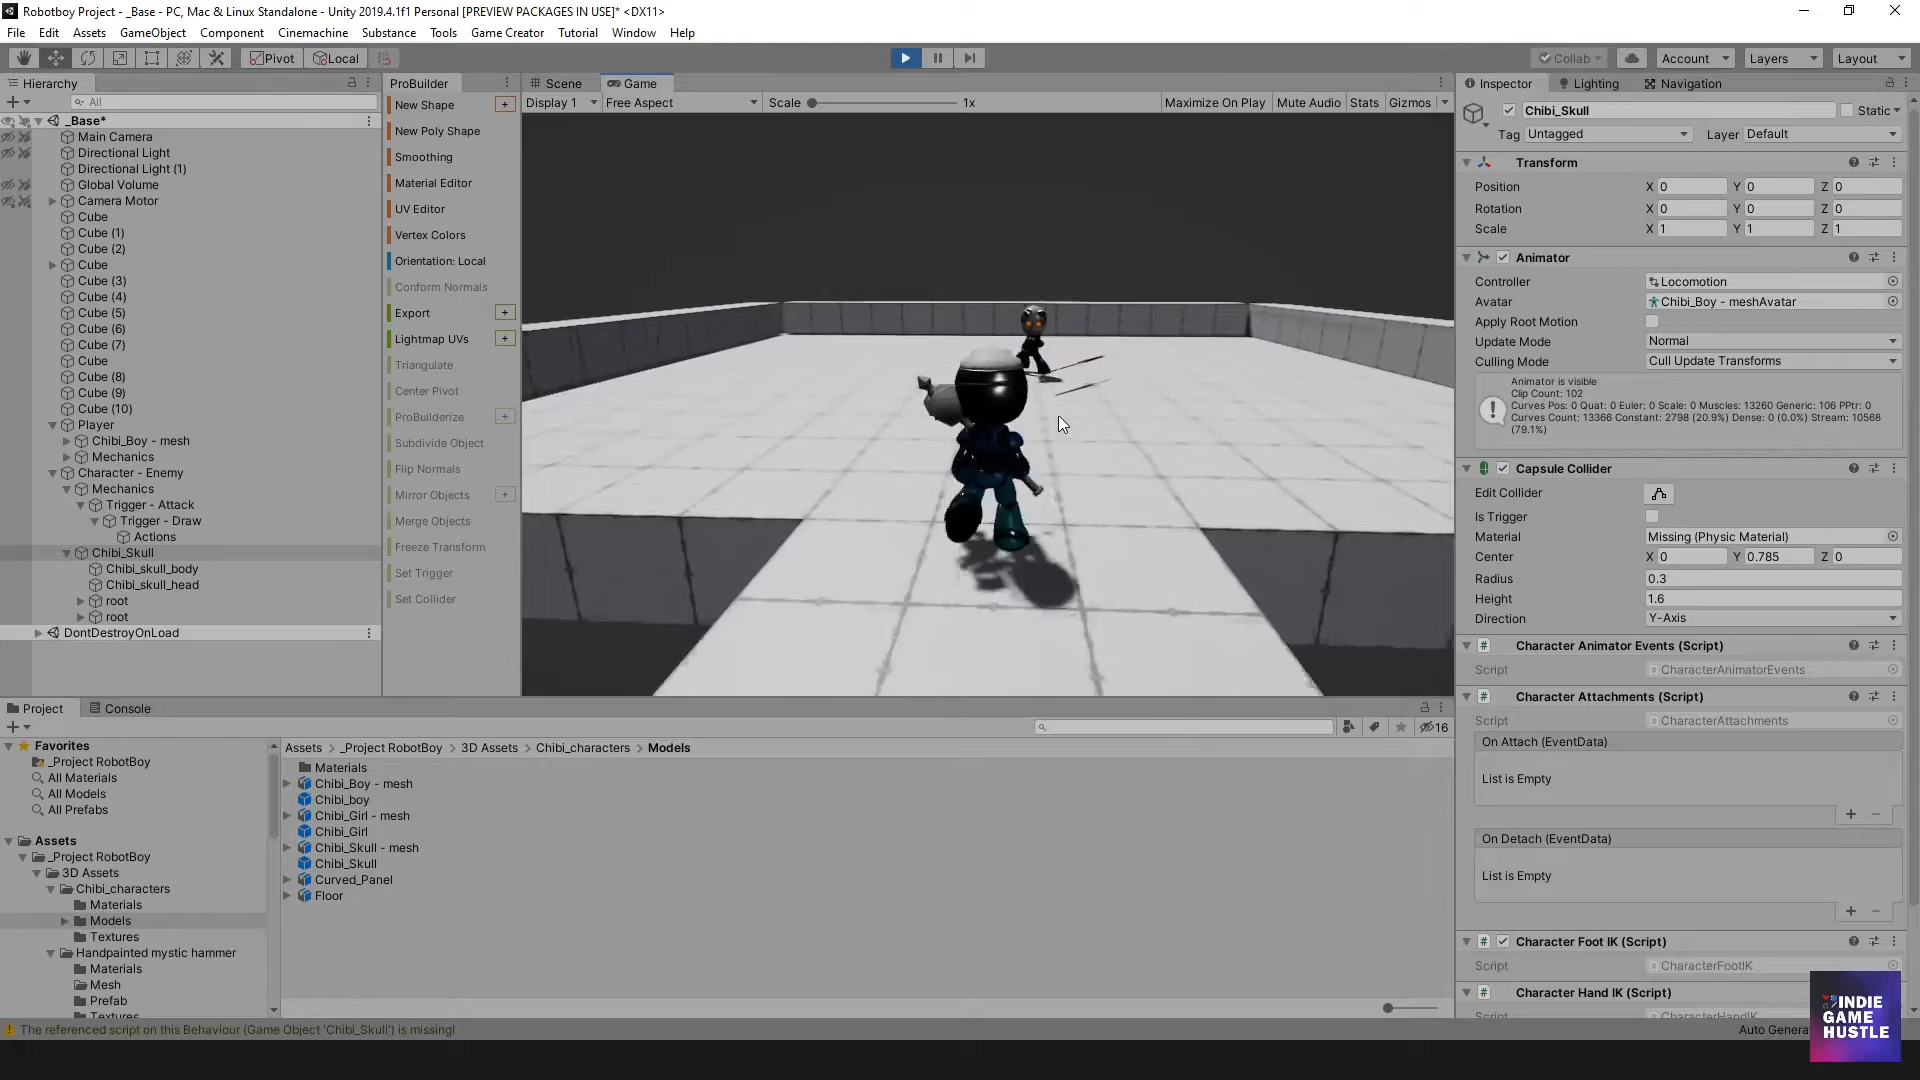 Robotboy Project - _Base - PC, Mac & Linux Standalone - Unity 2019.4.1f1 Personal [PREVIEW PACKAGES IN USE]* <DX11>
File Edit Assets GameObject Component Cinemachine Substance Tools Game Creator Tutorial Window Help
Pivot Local Collab Account Layers Layout
Hierarchy
All
_Base*
Main Camera
Directional Light
Directional Light (1)
Global Volume
Camera Motor
Cube
Cube (1)
Cube (2)
Cube
Cube (3)
Cube (4)
Cube (5)
Cube (6)
Cube (7)
Cube
Cube (8)
Cube (9)
Cube (10)
Player
Chibi_Boy - mesh
Mechanics
Character - Enemy
Mechanics
Trigger - Attack
Trigger - Draw
Actions
Chibi_Skull
Chibi_skull_body
Chibi_skull_head
root
root
DontDestroyOnLoad
ProBuilder
New Shape
New Poly Shape
Smoothing
Material Editor
UV Editor
Vertex Colors
Orientation: Local
Conform Normals
Export
Lightmap UVs
Triangulate
Center Pivot
ProBuilderize
Subdivide Object
Flip Normals
Mirror Objects
Merge Objects
Freeze Transform
Set Trigger
Set Collider
Scene Game
Display 1 Free Aspect Scale 1x Maximize On Play Mute Audio Stats Gizmos
Inspector Lighting Navigation
Chibi_Skull Static
Tag Untagged Layer Default
Transform
Position X 0 Y 0 Z 0
Rotation X 0 Y 0 Z 0
Scale X 1 Y 1 Z 1
Animator
Controller Locomotion
Avatar Chibi_Boy - meshAvatar
Apply Root Motion
Update Mode Normal
Culling Mode Cull Update Transforms
Animator is visible
Clip Count: 102
Curves Pos: 0 Quat: 0 Euler: 0 Scale: 0 Muscles: 13260 Generic: 106 PPtr: 0
Curves Count: 13366 Constant: 2798 (20.9%) Dense: 0 (0.0%) Stream: 10568
(79.1%)
Capsule Collider
Edit Collider
Is Trigger
Material Missing (Physic Material)
Center X 0 Y 0.785 Z 0
Radius 0.3
Height 1.6
Direction Y-Axis
Character Animator Events (Script)
Script CharacterAnimatorEvents
Character Attachments (Script)
Script CharacterAttachments
On Attach (EventData)
List is Empty
On Detach (EventData)
List is Empty
Character Foot IK (Script)
Script CharacterFootIK
Character Hand IK (Script)
Script CharacterHandIK
Project Console
16
Favorites
_Project RobotBoy
All Materials
All Models
All Prefabs
Assets
_Project RobotBoy
3D Assets
Chibi_characters
Materials
Models
Textures
Handpainted mystic hammer
Materials
Mesh
Prefab
Textures
Assets > _Project RobotBoy > 3D Assets > Chibi_characters > Models
Materials
Chibi_Boy - mesh
Chibi_boy
Chibi_Girl - mesh
Chibi_Girl
Chibi_Skull - mesh
Chibi_Skull
Curved_Panel
Floor
The referenced script on this Behaviour (Game Object 'Chibi_Skull') is missing!
Auto Genera
INDIE
GAME
HUSTLE